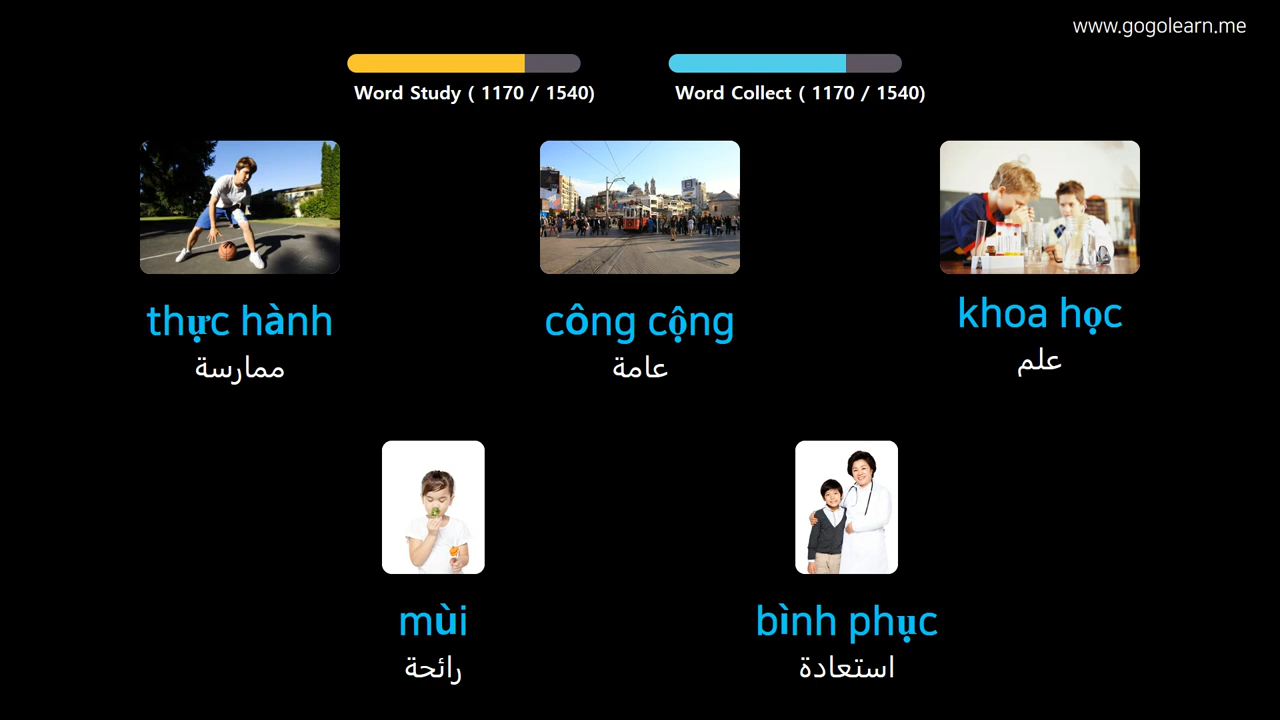 www.gogolearn.me
Word Study ( 1170 / 1540)
Word Collect ( 1170 / 1540)
thực hành
ممارسة
công cộng
عامة
khoa học
علم
mùi
رائحة
bình phục
استعادة